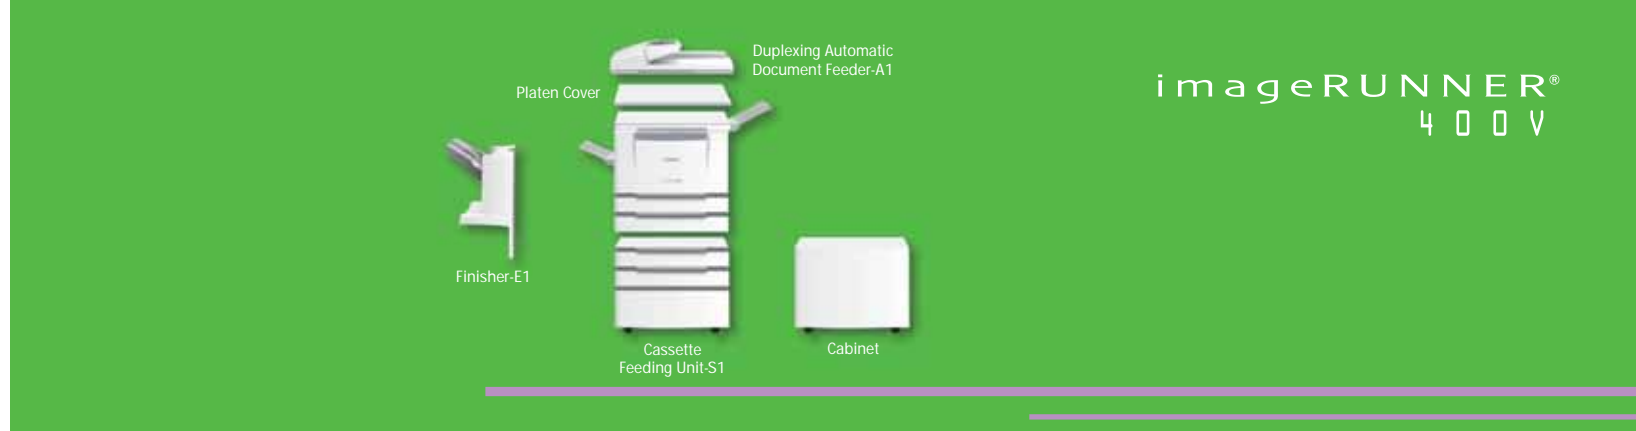 Duplexing Automatic
Document Feeder-A1
Platen Cover
imageRUNNER®
400V
Finisher-E1
Cassette
Feeding Unit-S1
Cabinet